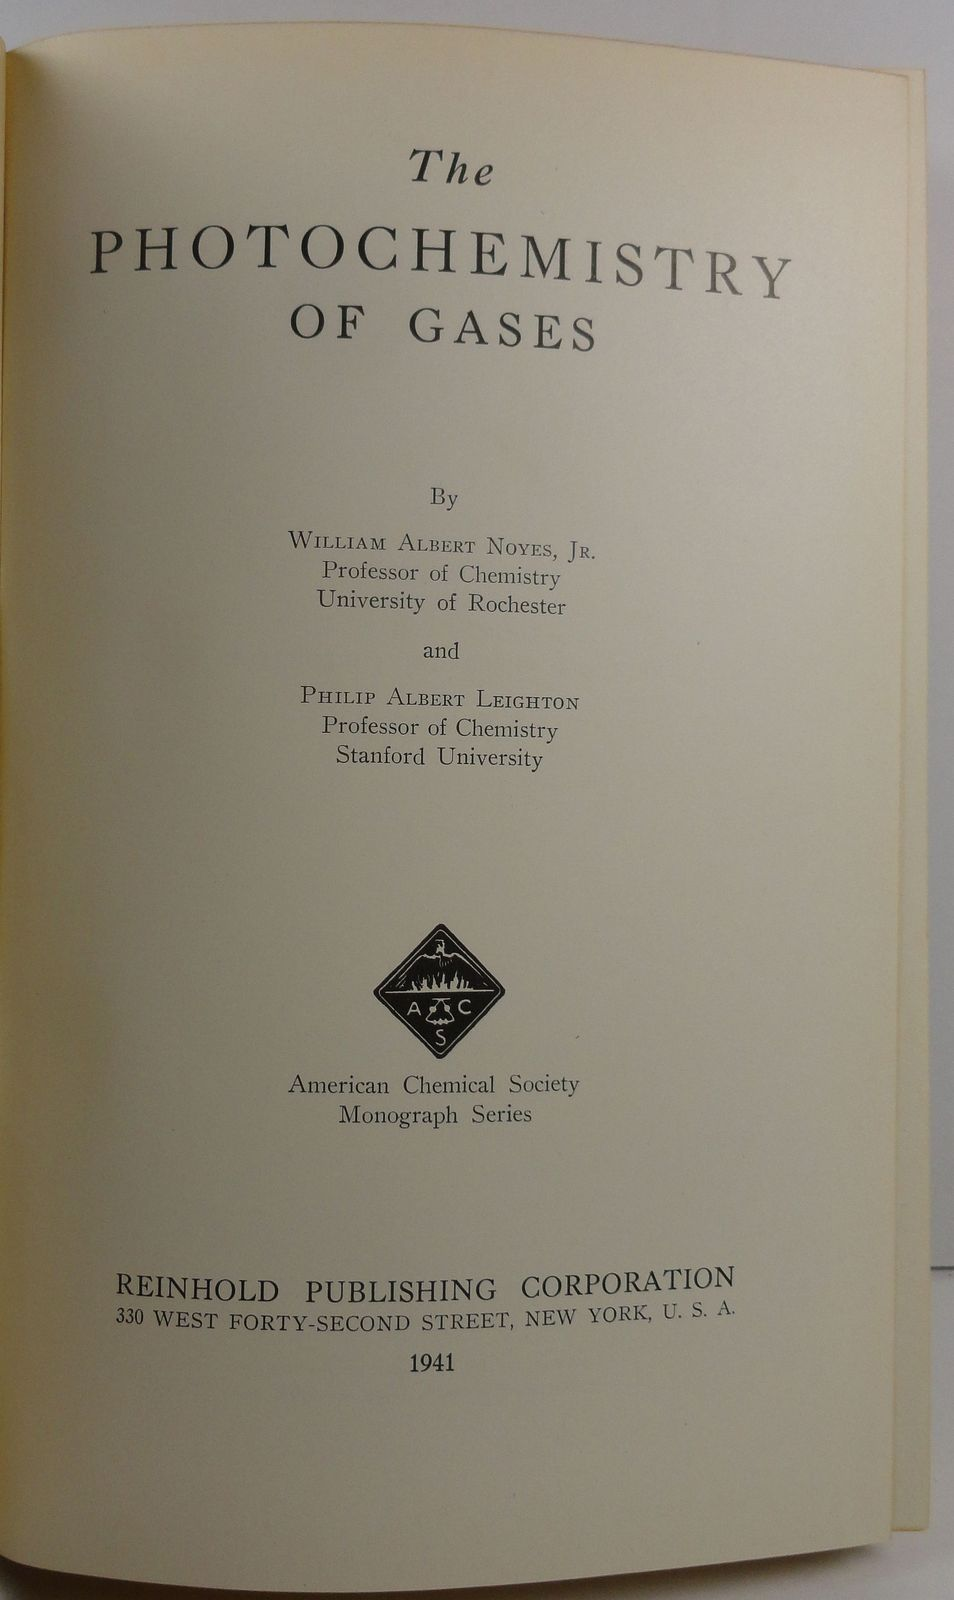 The
PHOTOCHEMISTRY
OF GASES
By
WILLIAM ALBERT NOYES, JR.
Professor of Chemistry
University of Rochester
and
PHILIP ALBERT LEIGHTON
Professor of Chemistry
Stanford University
A C
S
American Chemical Society
Monograph Series
REINHOLD PUBLISHING CORPORATION
330 WEST FORTY-SECOND STREET, NEW YORK, U. S. A.
1941